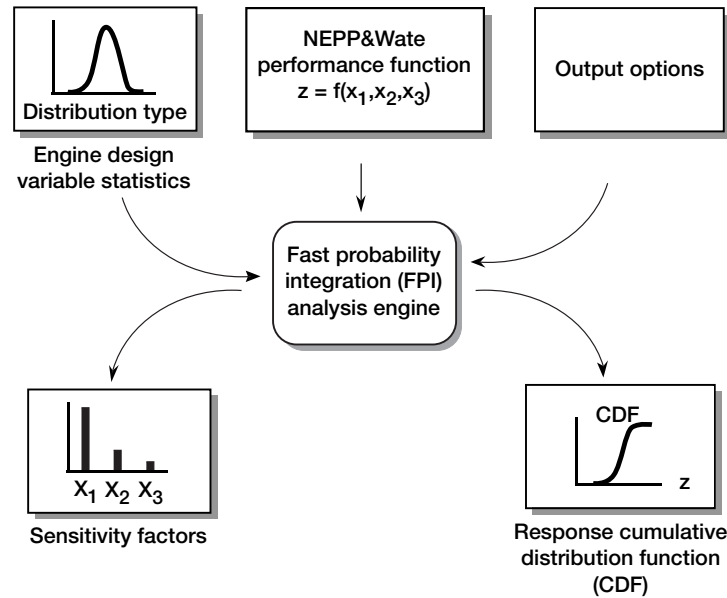 Distribution type
Engine design
variable statistics
NEPP&Wate
performance function
z = f(x₁,x₂,x₃)
Output options
Fast probability
integration (FPI)
analysis engine
X₁ X₂ X₃
Sensitivity factors
CDF
z
Response cumulative
distribution function
(CDF)